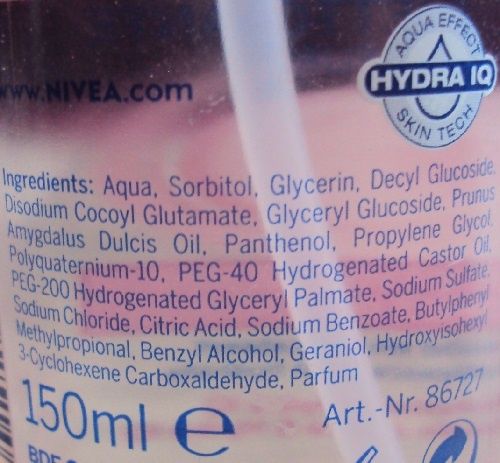 AQUA EFFECT
HYDRA IQ
SKIN TECH
www.NIVEA.com
Ingredients: Aqua, Sorbitol, Glycerin, Decyl Glucoside,
Disodium Cocoyl Glutamate, Glyceryl Glucoside, Prunus
Amygdalus Dulcis Oil, Panthenol, Propylene Glycol,
Polyquaternium-10, PEG-40 Hydrogenated Castor Oil,
PEG-200 Hydrogenated Glyceryl Palmate, Sodium Sulfate,
Sodium Chloride, Citric Acid, Sodium Benzoate, Butylphenyl
Methylpropional, Benzyl Alcohol, Geraniol, Hydroxyisohexyl
3-Cyclohexene Carboxaldehyde, Parfum
150ml e
Art.-Nr. 86727